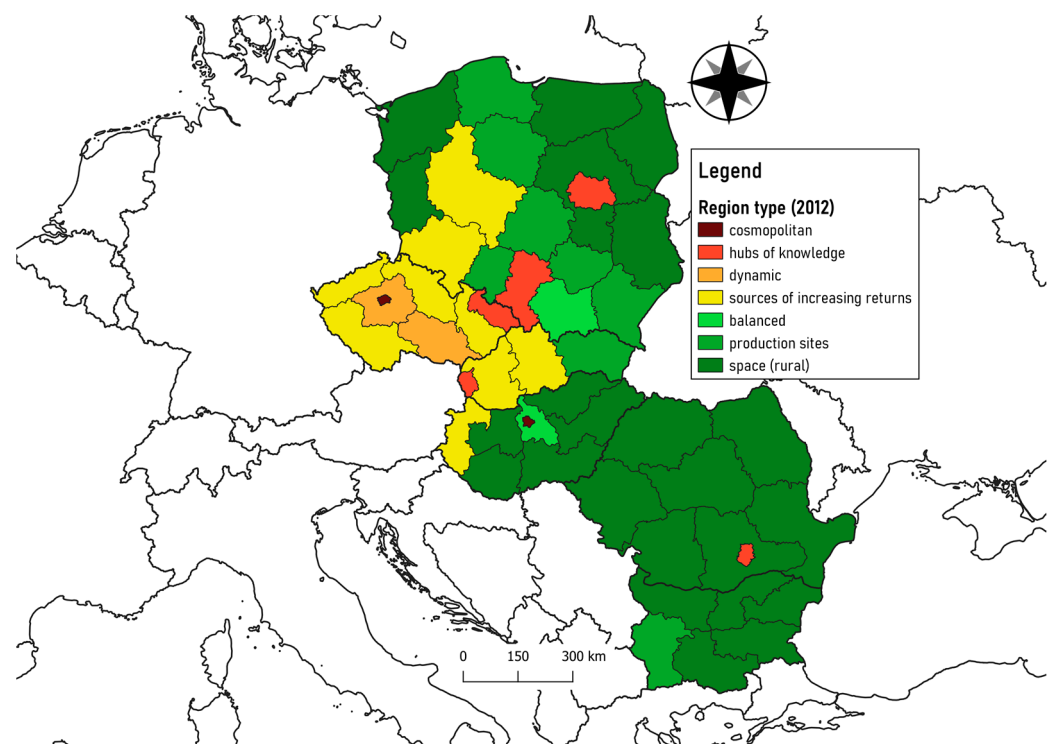 Legend
Region type (2012)
cosmopolitan
hubs of knowledge
dynamic
sources of increasing returns
balanced
production sites
space (rural)
0 150 300 km